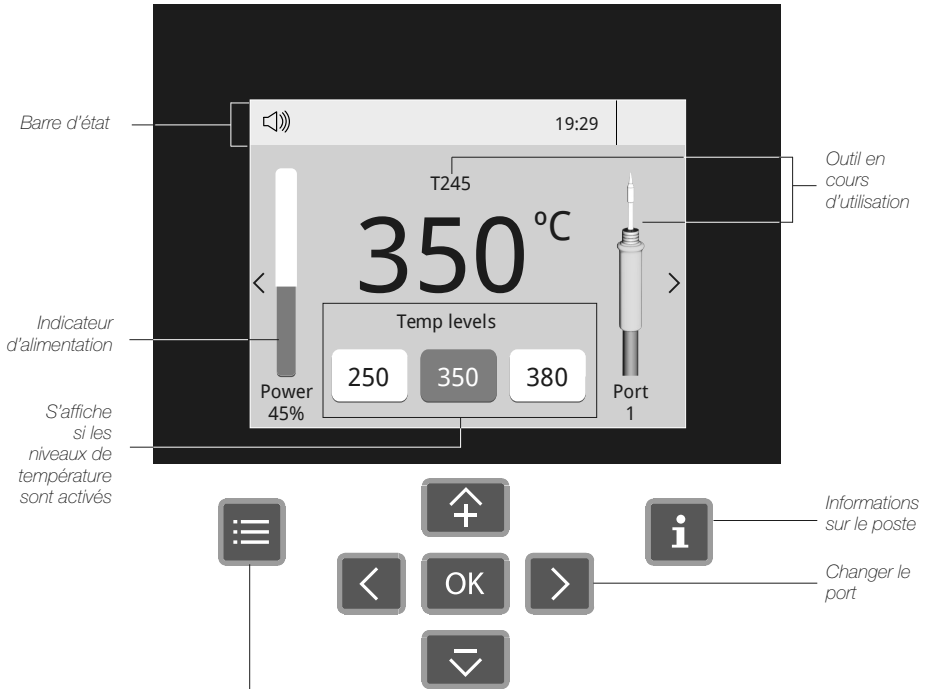 Barre d'état
19:29
Outil en
cours
d'utilisation
T245
350 ºC
Indicateur
d'alimentation
Temp levels
250 350 380
Power
45%
Port
1
S'affiche
si les
niveaux de
température
sont activés
Informations
sur le poste
i
OK
Changer le
port